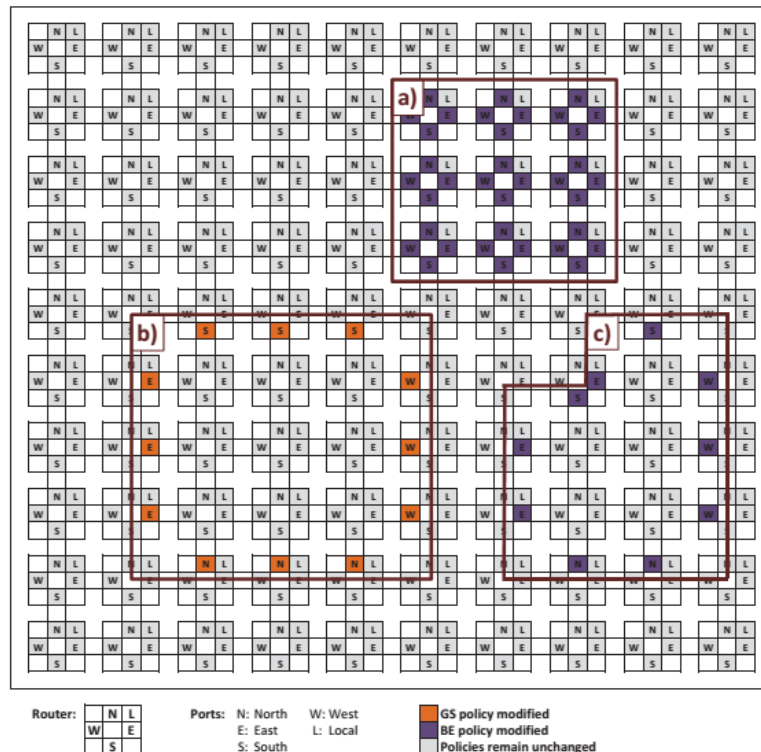 N L N L N L N L N L N L N L N L N L N L
W E W E W E W E W E W E W E W E W E W E
S S S S S S S S S S
a)
N L N L N L N L N L N L N L N L N L N L
W E W E W E W E W E W E W E W E W E W E
S S S S S S S S S S
N L N L N L N L N L N L N L N L N L N L
W E W E W E W E W E W E W E W E W E W E
S S S S S S S S S S
N L N L N L N L N L N L N L N L N L N L
W E W E W E W E W E W E W E W E W E W E
S S S S S S S S S S
N L N L N L N L N L N L N L N L N L N L
W E W E W E W E W E W E W E W E W E W E
b) c)
S S S S S S S S S
N L N L N L N L N L N L N L N L N L N L
W E W E W E W E W E W E W E W E W E W E
S S S S S S S S S S
N L N L N L N L N L N L N L N L N L N L
W E W E W E W E W E W E W E W E W E W E
S S S S S S S S S S
N L N L N L N L N L N L N L N L N L N L
W E W E W E W E W E W E W E W E W E W E
S S S S S S S S S S
N L N L N L N L N L N L N L N L N L N L
W E W E W E W E W E W E W E W E W E W E
S S S S S S S S S S
N L N L N L N L N L N L N L N L N L N L
W E W E W E W E W E W E W E W E W E W E
S S S S S S S S S S
Router: N L Ports: N: North W: West GS policy modified
W E E: East L: Local BE policy modified
S S: South Policies remain unchanged